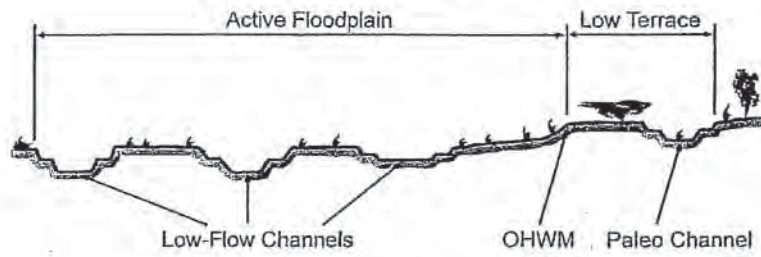 Active Floodplain
Low Terrace
Low-Flow Channels
OHWM
Paleo Channel